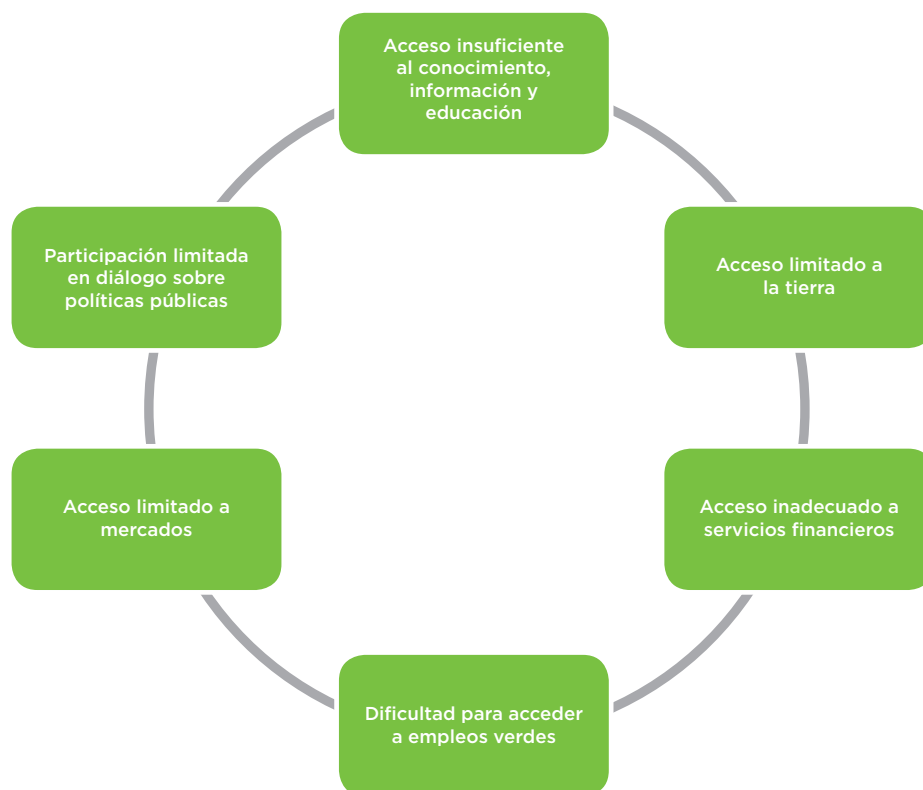 Acceso insuficiente
al conocimiento,
información y
educación
Participación limitada
en diálogo sobre
políticas públicas
Acceso limitado a
la tierra
Acceso limitado a
mercados
Acceso inadecuado a
servicios financieros
Dificultad para acceder
a empleos verdes